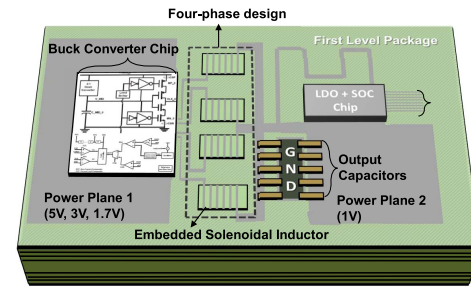 Four-phase design
Buck Converter Chip
First Level Package
LDO + SOC
Chip
G
N
D
Output
Capacitors
Power Plane 1
(5V, 3V, 1.7V)
Power Plane 2
(1V)
Embedded Solenoidal Inductor